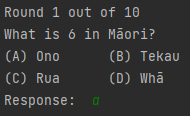 Round 1 out of 10
What is 6 in Māori?
(A) Ono (B) Tekau
(C) Rua (D) Whā
Response: a